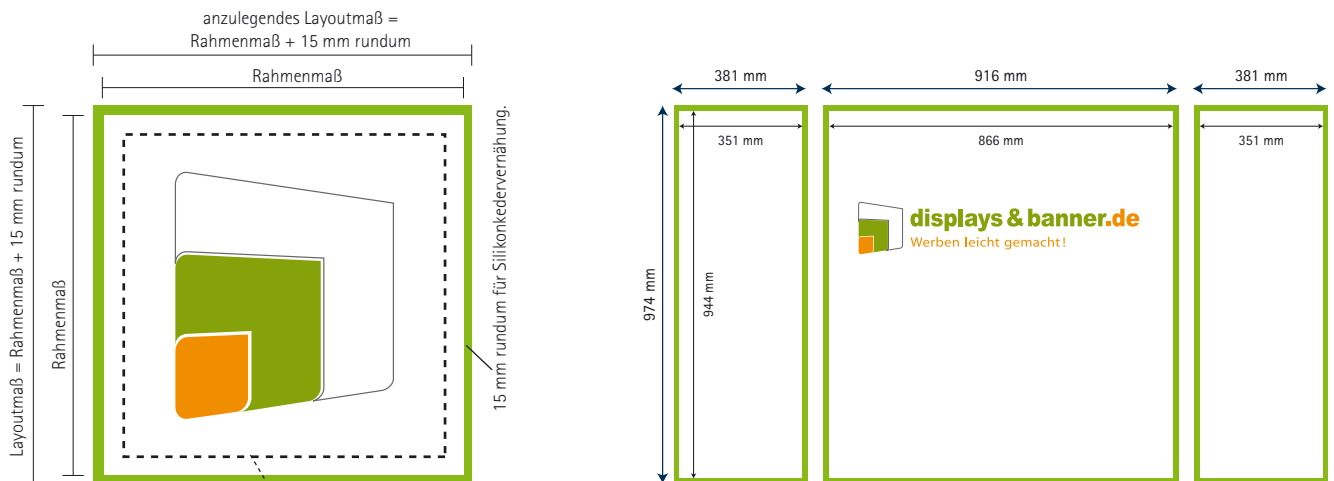 anzulegendes Layoutmaß =
Rahmenmaß + 15 mm rundum
Rahmenmaß
Layoutmaß = Rahmenmaß + 15 mm rundum
Rahmenmaß
15 mm rundum für Silikonkedervernähung.
381 mm
916 mm
381 mm
351 mm
866 mm
351 mm
974 mm
944 mm
displays & banner.de
Werben leicht gemacht!